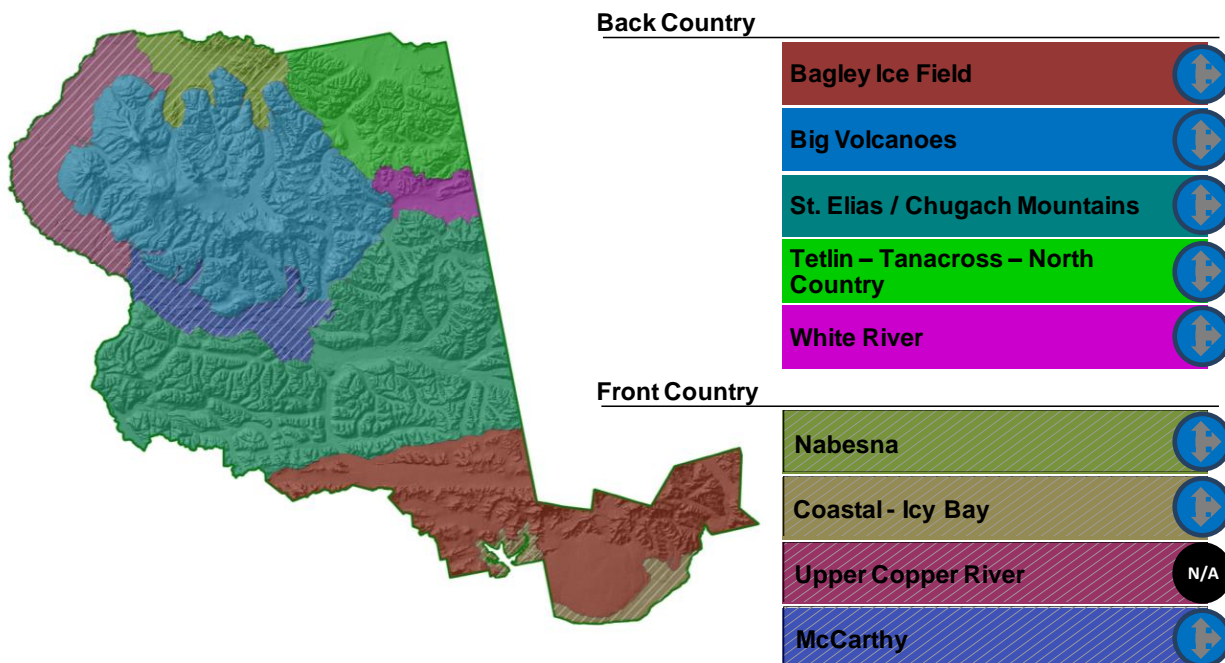 Back Country
Bagley Ice Field
Big Volcanoes
St. Elias / Chugach Mountains
Tetlin – Tanacross – North
Country
White River
Front Country
Nabesna
Coastal - Icy Bay
Upper Copper River
N/A
McCarthy